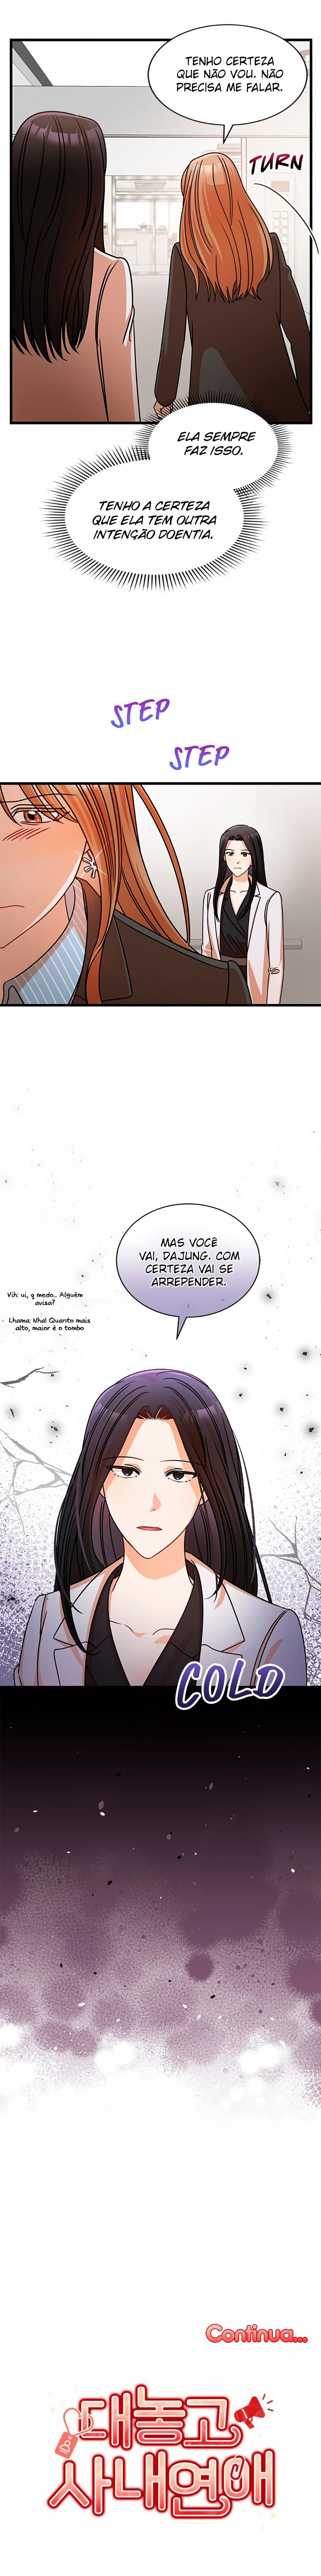 TENHO CERTEZA
QUE NÃO VOU. NÃO
PRECISA ME FALAR.
TURN
ELA SEMPRE
FAZ ISSO.
TENHO A CERTEZA
QUE ELA TEM OUTRA
INTENÇÃO DOENTIA.
STEP
STEP
MAS VOCÊ
VAI, DAJUNG. COM
CERTEZA VAI SE
ARREPENDER.
Vih: ui, q medo.. Alguém
avisa?
Lhama: Nha! Quanto mais
alto, maior é o tombo
COLD
Continua...
대놓고
사내연애